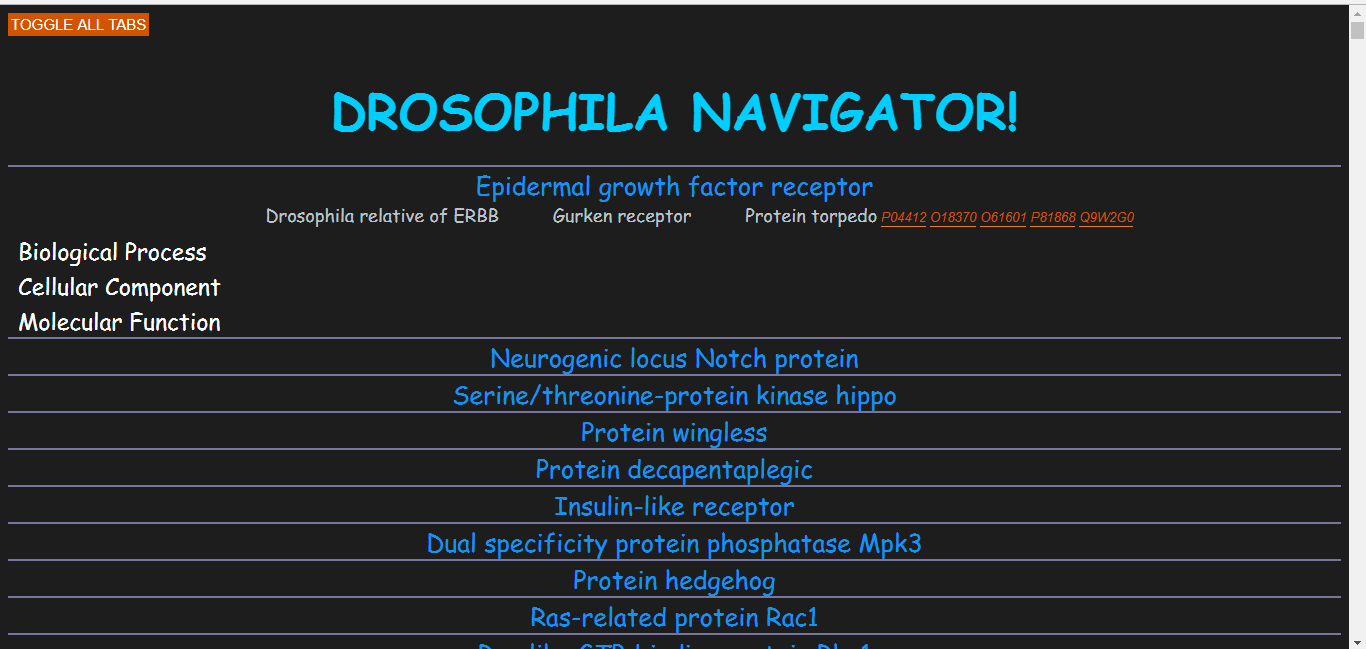 TOGGLE ALL TABS
DROSOPHILA NAVIGATOR!
Epidermal growth factor receptor
Drosophila relative of ERBB Gurken receptor Protein torpedo P04412 O18370 O61601 P81868 Q9W2G0
Biological Process
Cellular Component
Molecular Function
Neurogenic locus Notch protein
Serine/threonine-protein kinase hippo
Protein wingless
Protein decapentaplegic
Insulin-like receptor
Dual specificity protein phosphatase Mpk3
Protein hedgehog
Ras-related protein Rac1